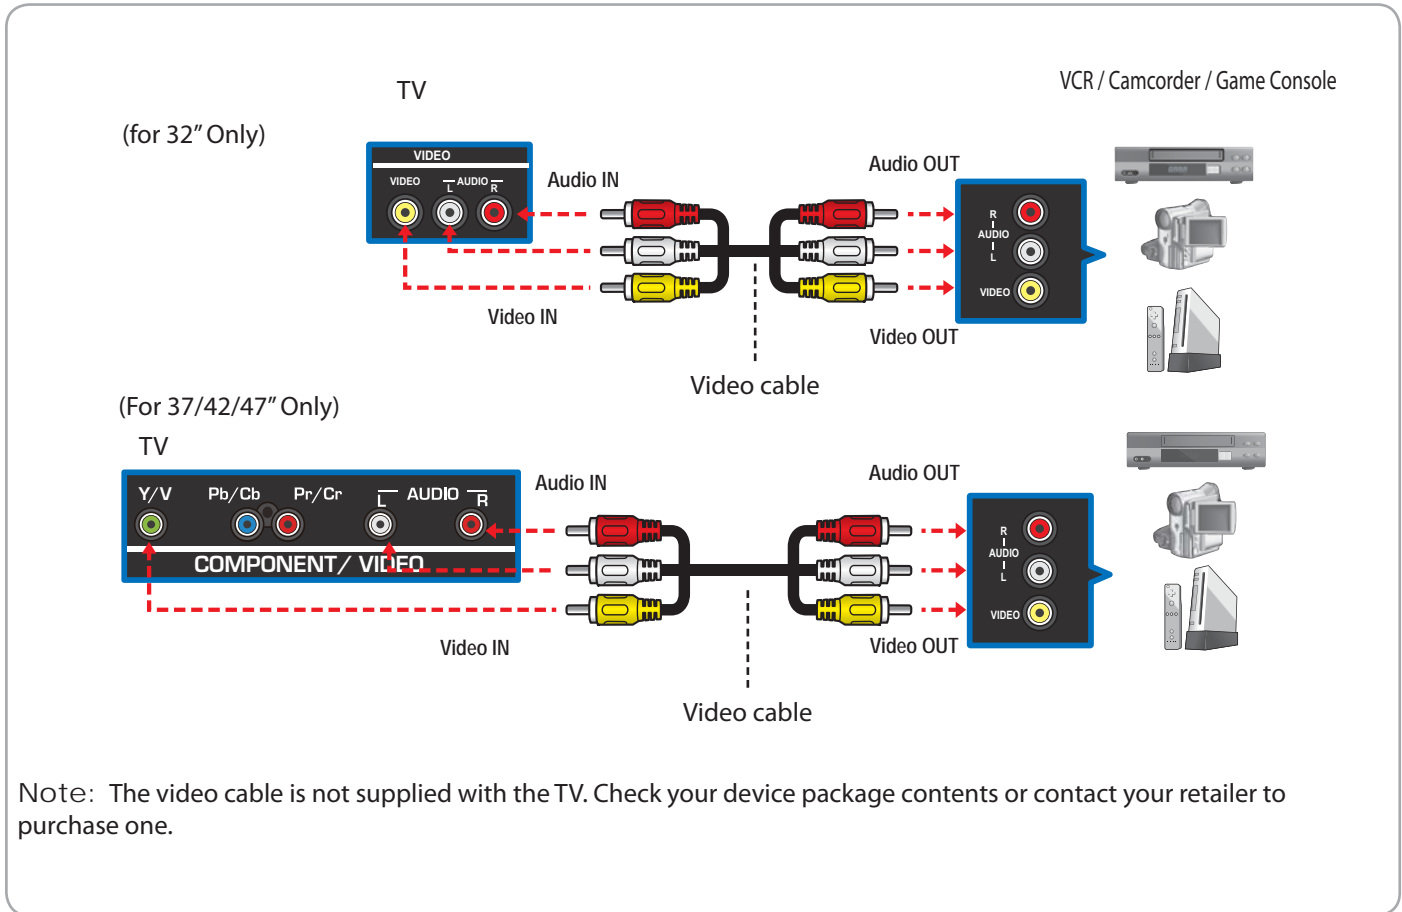 TV
VCR / Camcorder / Game Console
(for 32” Only)
VIDEO
VIDEO
L AUDIO R
Audio IN
Video IN
Audio OUT
Video OUT
R
AUDIO
L
VIDEO
Video cable
(For 37/42/47” Only)
TV
Y/V Pb/Cb Pr/Cr L AUDIO R
COMPONENT/ VIDEO
Audio IN
Video IN
Audio OUT
Video OUT
R
AUDIO
L
VIDEO
Video cable
Note: The video cable is not supplied with the TV. Check your device package contents or contact your retailer to
purchase one.